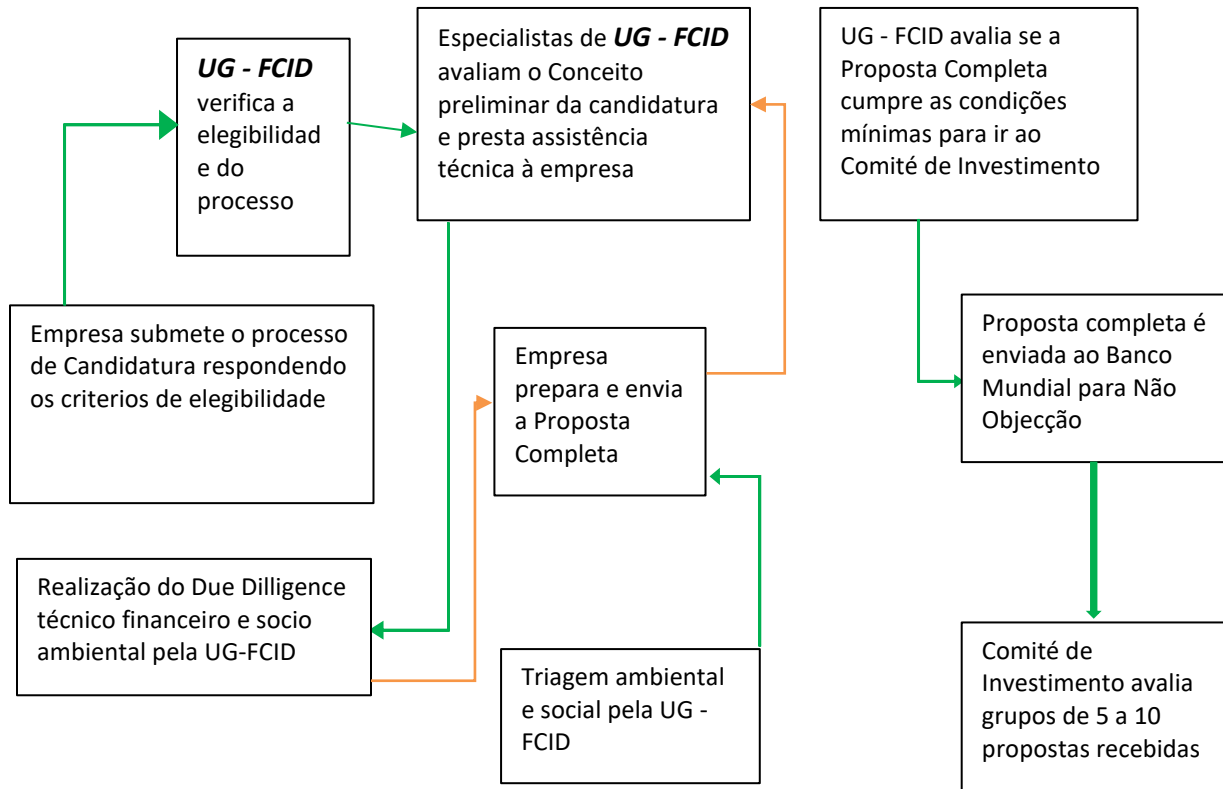 UG - FCID
verifica a
elegibilidad
e do
processo
Especialistas de UG - FCID
avaliam o Conceito
preliminar da candidatura
e presta assistência
técnica à empresa
UG - FCID avalia se a
Proposta Completa
cumpre as condições
mínimas para ir ao
Comité de Investimento
Empresa submete o processo
de Candidatura respondendo
os criterios de elegibilidade
Empresa
prepara e envia
a Proposta
Completa
Proposta completa é
enviada ao Banco
Mundial para Não
Objecção
Realização do Due Dilligence
técnico financeiro e socio
ambiental pela UG-FCID
Triagem ambiental
e social pela UG -
FCID
Comité de
Investimento avalia
grupos de 5 a 10
propostas recebidas